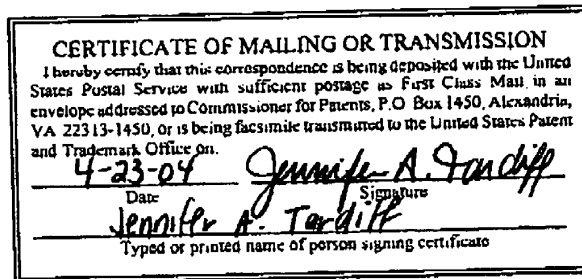 CERTIFICATE OF MAILING OR TRANSMISSION
I hereby certify that this correspondence is being deposited with the United
States Postal Service with sufficient postage as First Class Mail in an
envelope addressed to Commissioner for Patents, P.O Box 1450, Alexandria,
VA 22313-1450, or is being facsimile transmitted to the United States Patent
and Trademark Office on.
4-23-04 Jennifer A. Tardiff
Date Signature
Jennifer A. Tardiff
Typed or printed name of person signing certificate